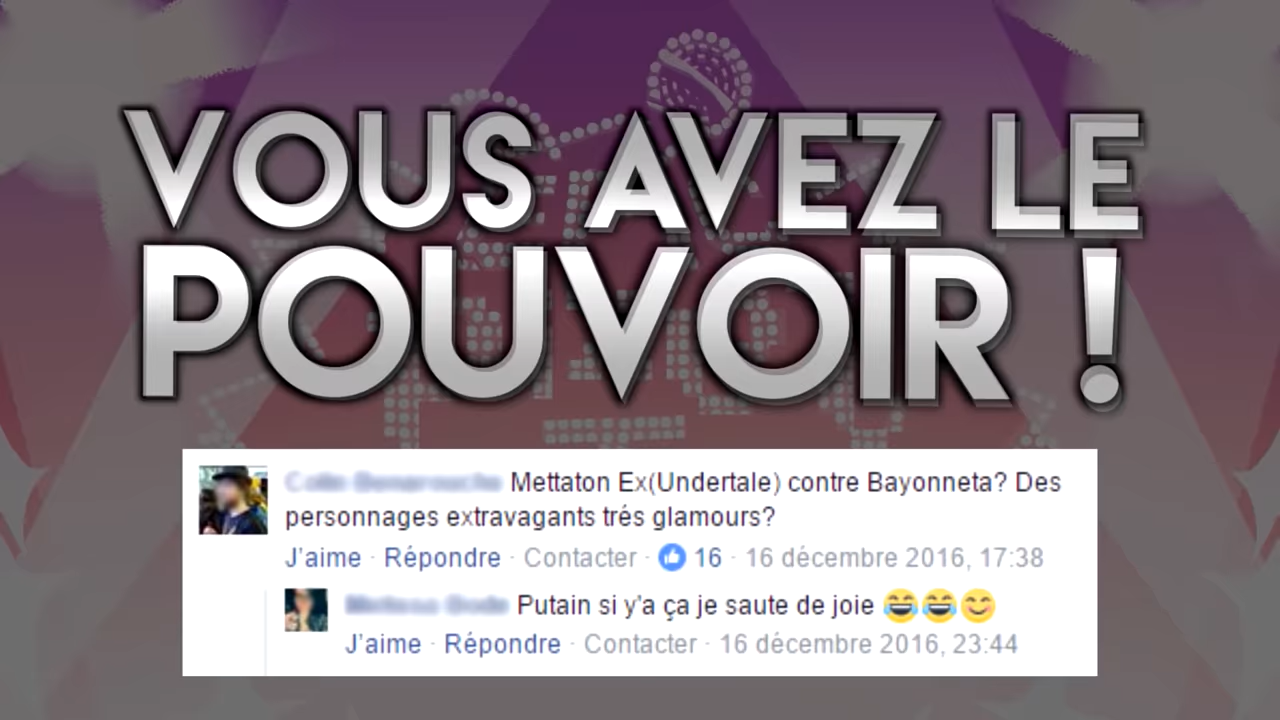 VOUS AVEZ LE
POUVOIR !
Mettaton Ex(Undertale) contre Bayonneta? Des
personnages extravagants trés glamours?
J'aime · Répondre · Contacter · 16 · 16 décembre 2016, 17:38
Putain si y'a ça je saute de joie 😂😂😊
J'aime · Répondre · Contacter · 16 décembre 2016, 23:44